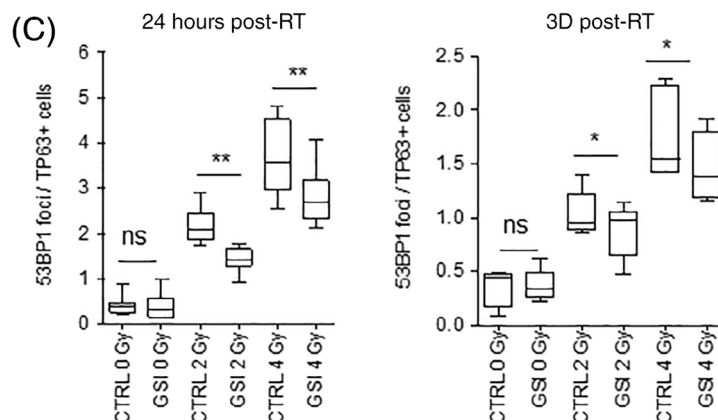 (C)
24 hours post-RT
53BP1 foci / TP63+ cells
6
5
4
3
2
1
0
ns
**
**
CTRL 0 Gy
GSI 0 Gy
CTRL 2 Gy
GSI 2 Gy
CTRL 4 Gy
GSI 4 Gy
3D post-RT
53BP1 foci / TP63+ cells
2.5
2.0
1.5
1.0
0.5
0.0
ns
*
*
CTRL 0 Gy
GSI 0 Gy
CTRL 2 Gy
GSI 2 Gy
CTRL 4 Gy
GSI 4 Gy